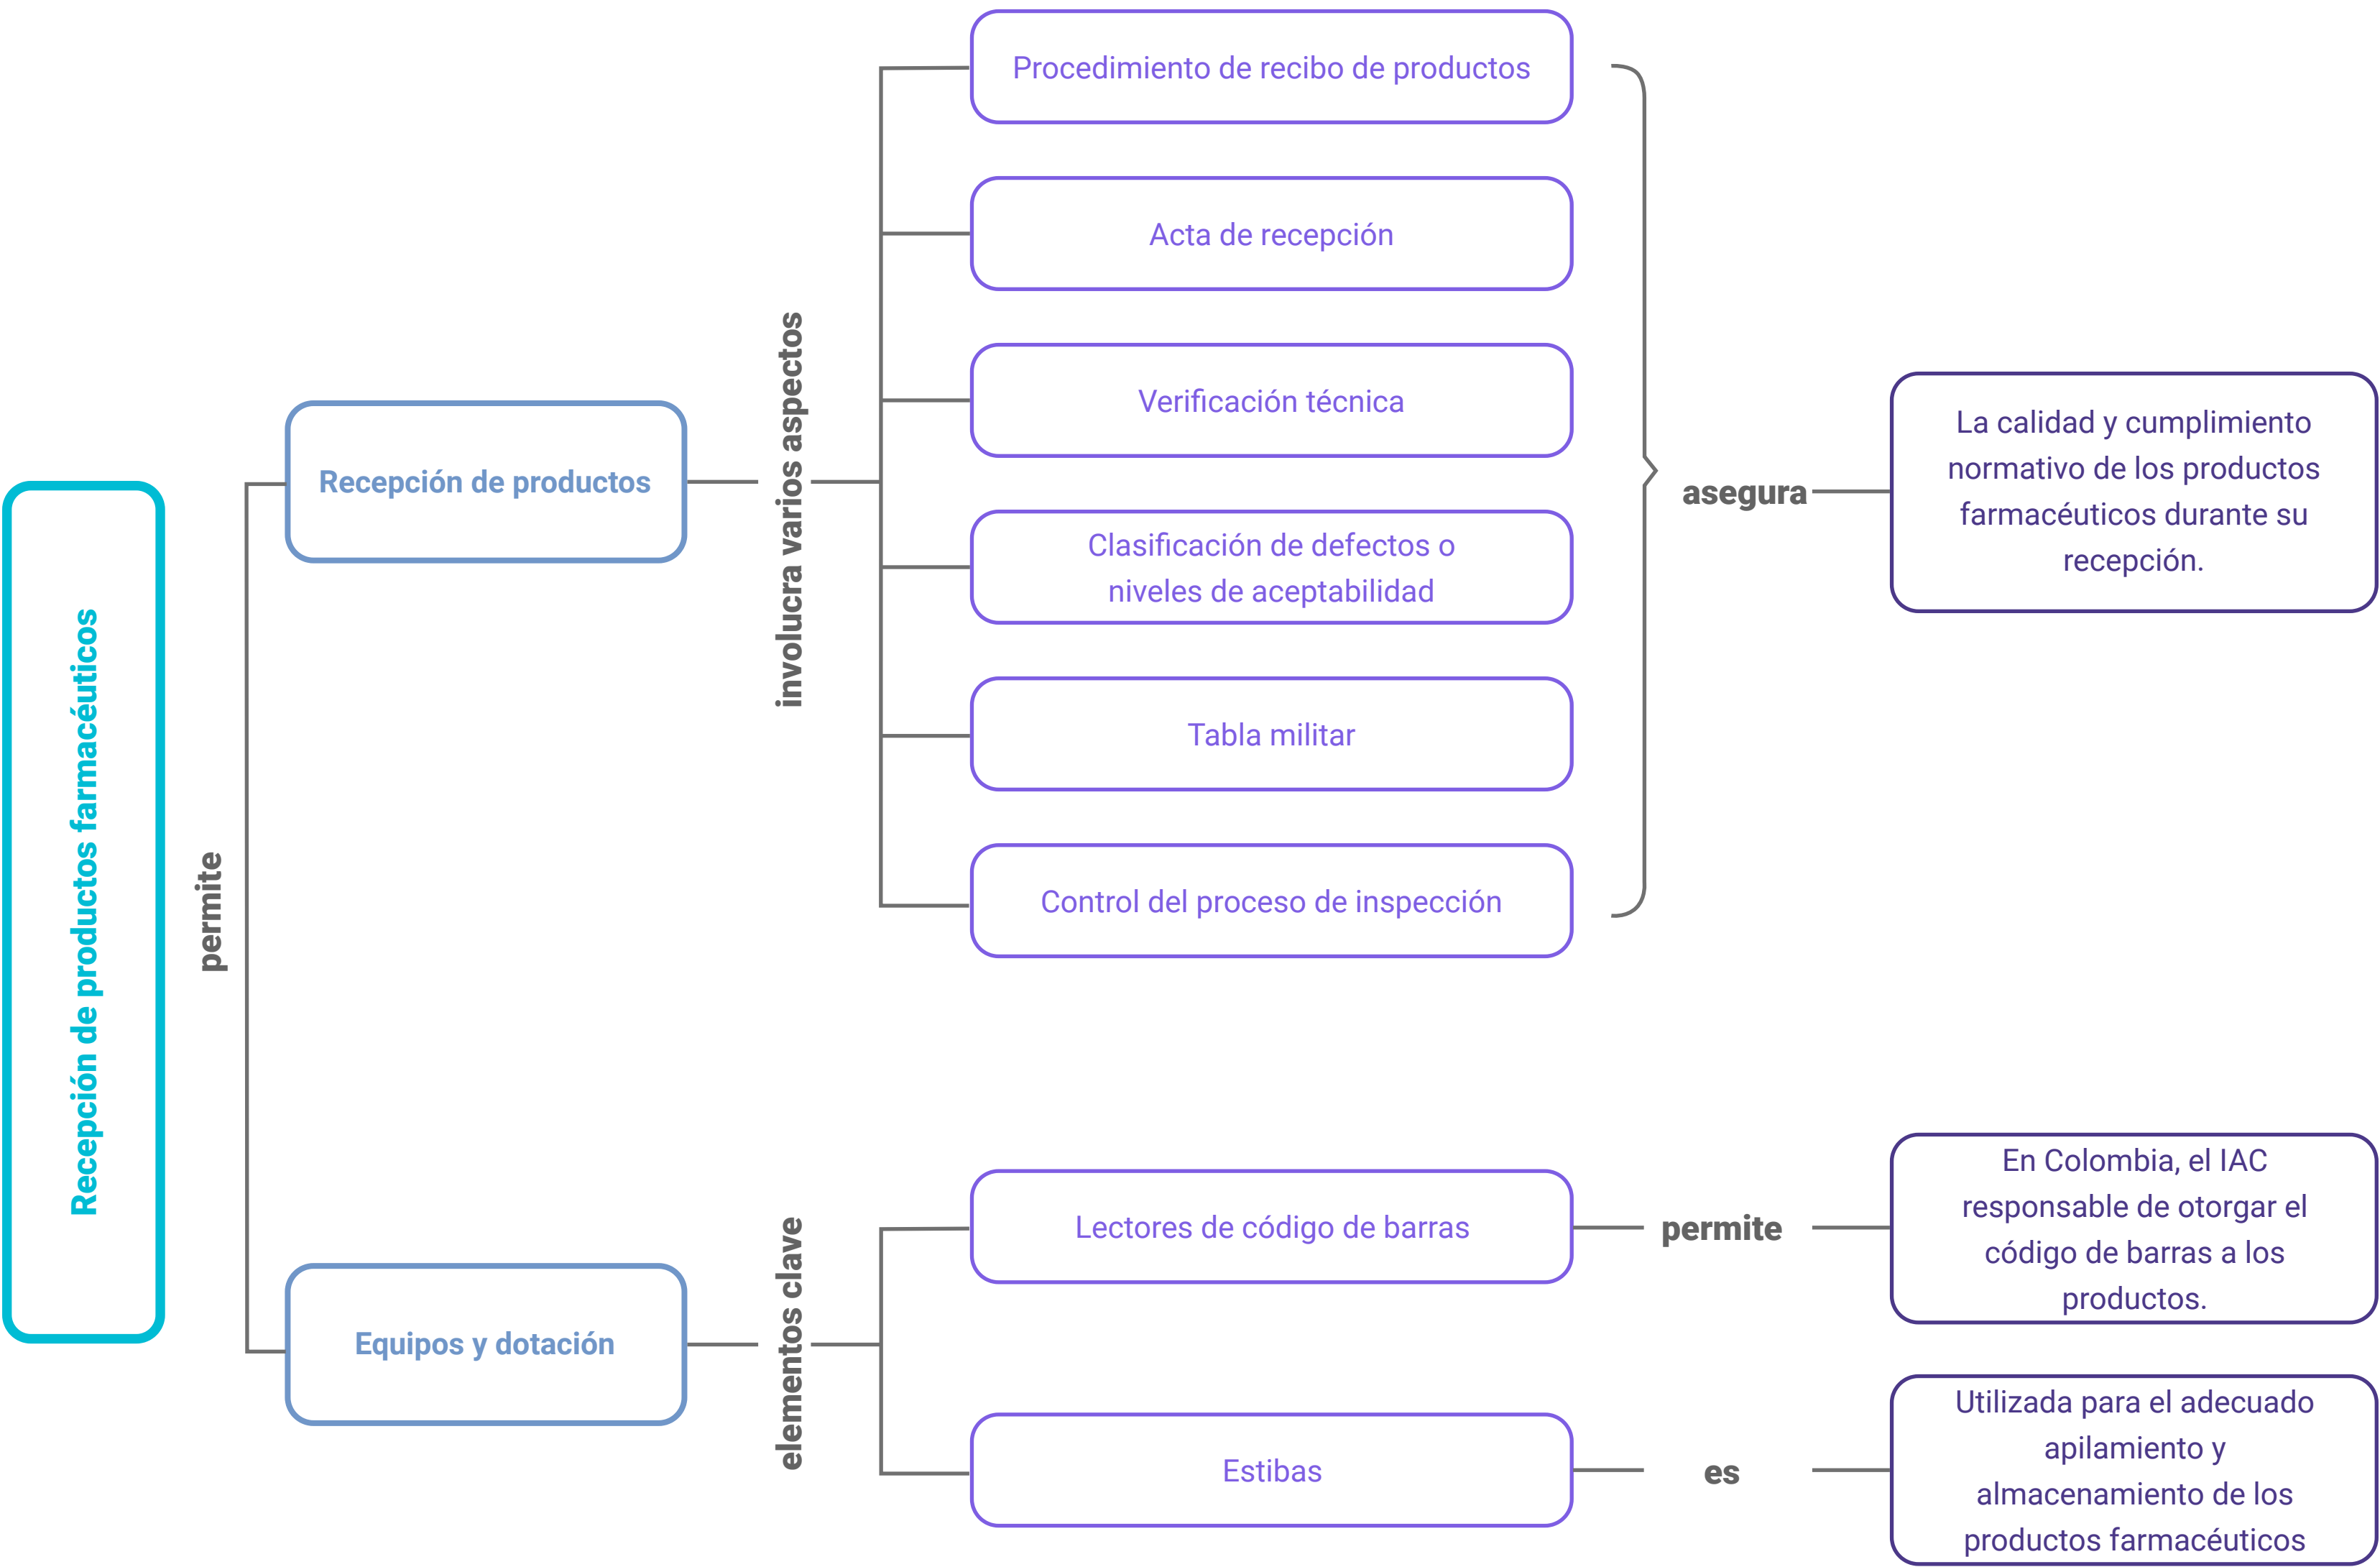 Recepción de productos farmacéuticos
permite
Recepción de productos
involucra varios aspectos
Procedimiento de recibo de productos
Acta de recepción
Verificación técnica
Clasificación de defectos o
niveles de aceptabilidad
Tabla militar
Control del proceso de inspección
asegura
La calidad y cumplimiento
normativo de los productos
farmacéuticos durante su
recepción.
Equipos y dotación
elementos clave
Lectores de código de barras
permite
En Colombia, el IAC
responsable de otorgar el
código de barras a los
productos.
Estibas
es
Utilizada para el adecuado
apilamiento y
almacenamiento de los
productos farmacéuticos